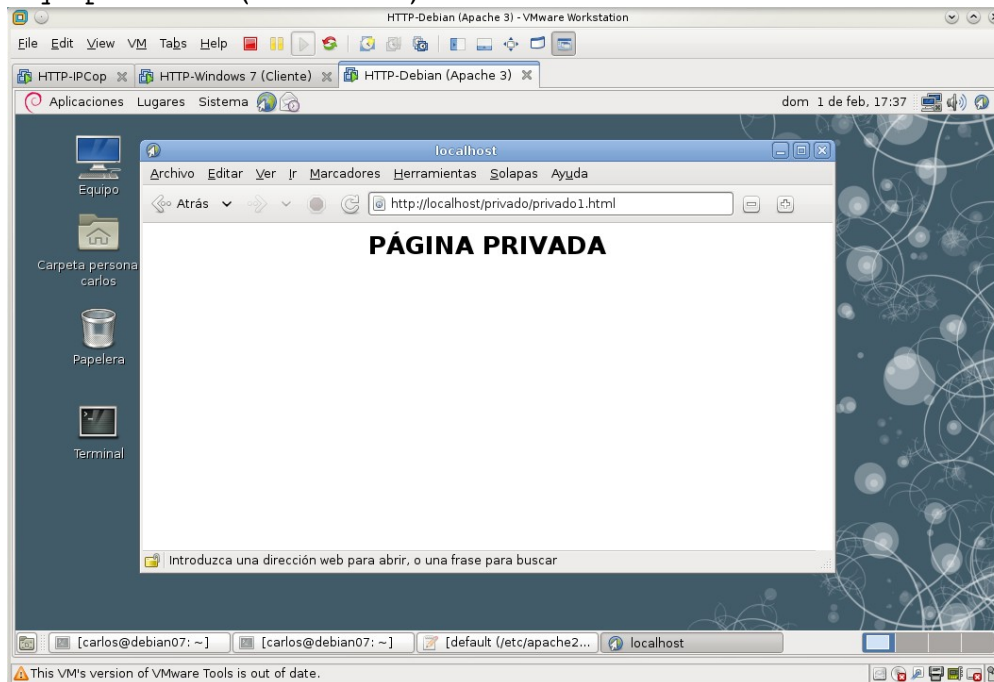 HTTP-Debian (Apache 3) - VMware Workstation
File Edit View VM Tabs Help
HTTP-IPCop HTTP-Windows 7 (Cliente) HTTP-Debian (Apache 3)
Aplicaciones Lugares Sistema dom 1 de feb, 17:37
localhost
Archivo Editar Ver Ir Marcadores Herramientas Solapas Ayuda
Atrás http://localhost/privado/privado1.html
PÁGINA PRIVADA
Equipo
Carpeta persona
carlos
Papelera
Terminal
Introduzca una dirección web para abrir, o una frase para buscar
[carlos@debian07: ~] [carlos@debian07: ~] [default (/etc/apache2... localhost
This VM's version of VMware Tools is out of date.